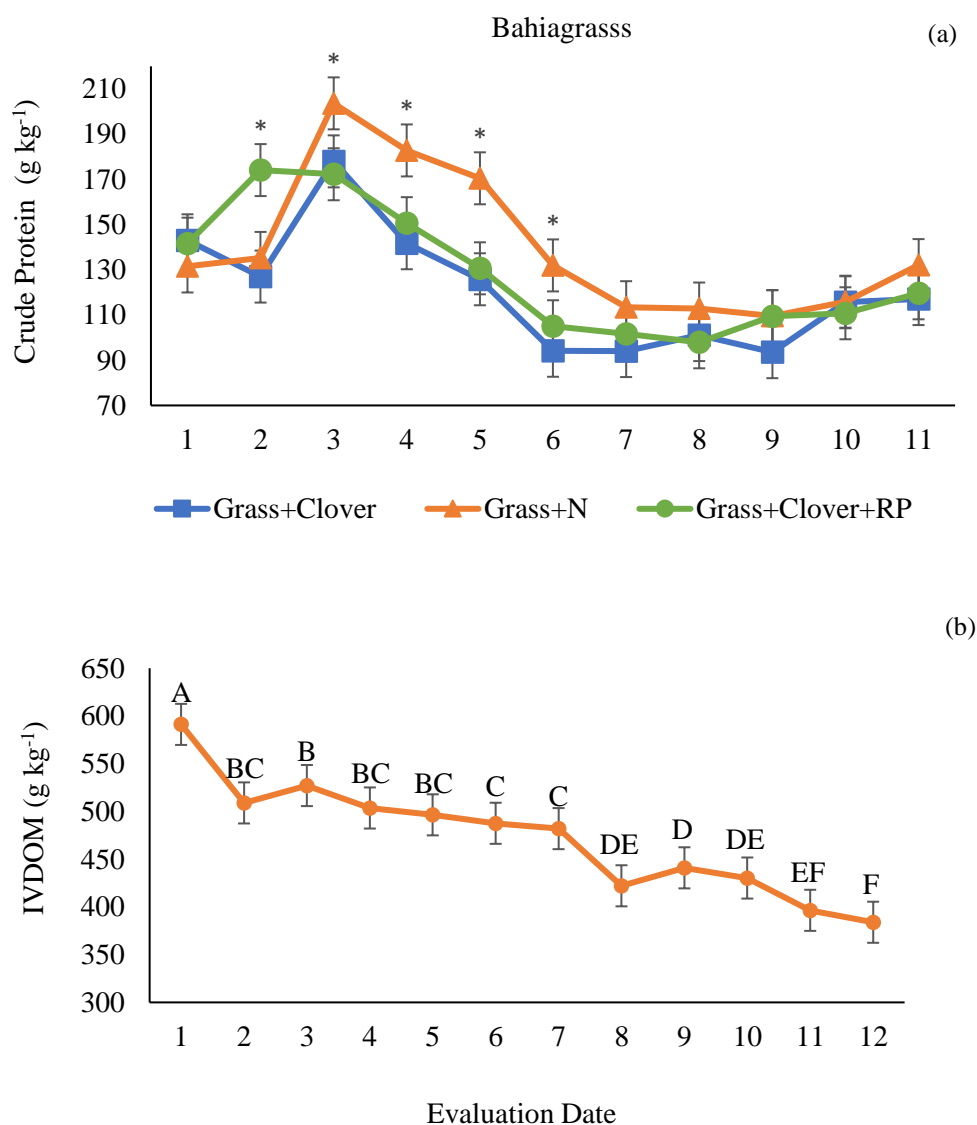 Bahiagrasss
(a)
Crude Protein (g kg⁻¹)
210
190
170
150
130
110
90
70
* * * * *
1 2 3 4 5 6 7 8 9 10 11
Grass+Clover Grass+N Grass+Clover+RP
(b)
IVDOM (g kg⁻¹)
650
600
550
500
450
400
350
300
A BC B BC BC C C DE D DE EF F
1 2 3 4 5 6 7 8 9 10 11 12
Evaluation Date